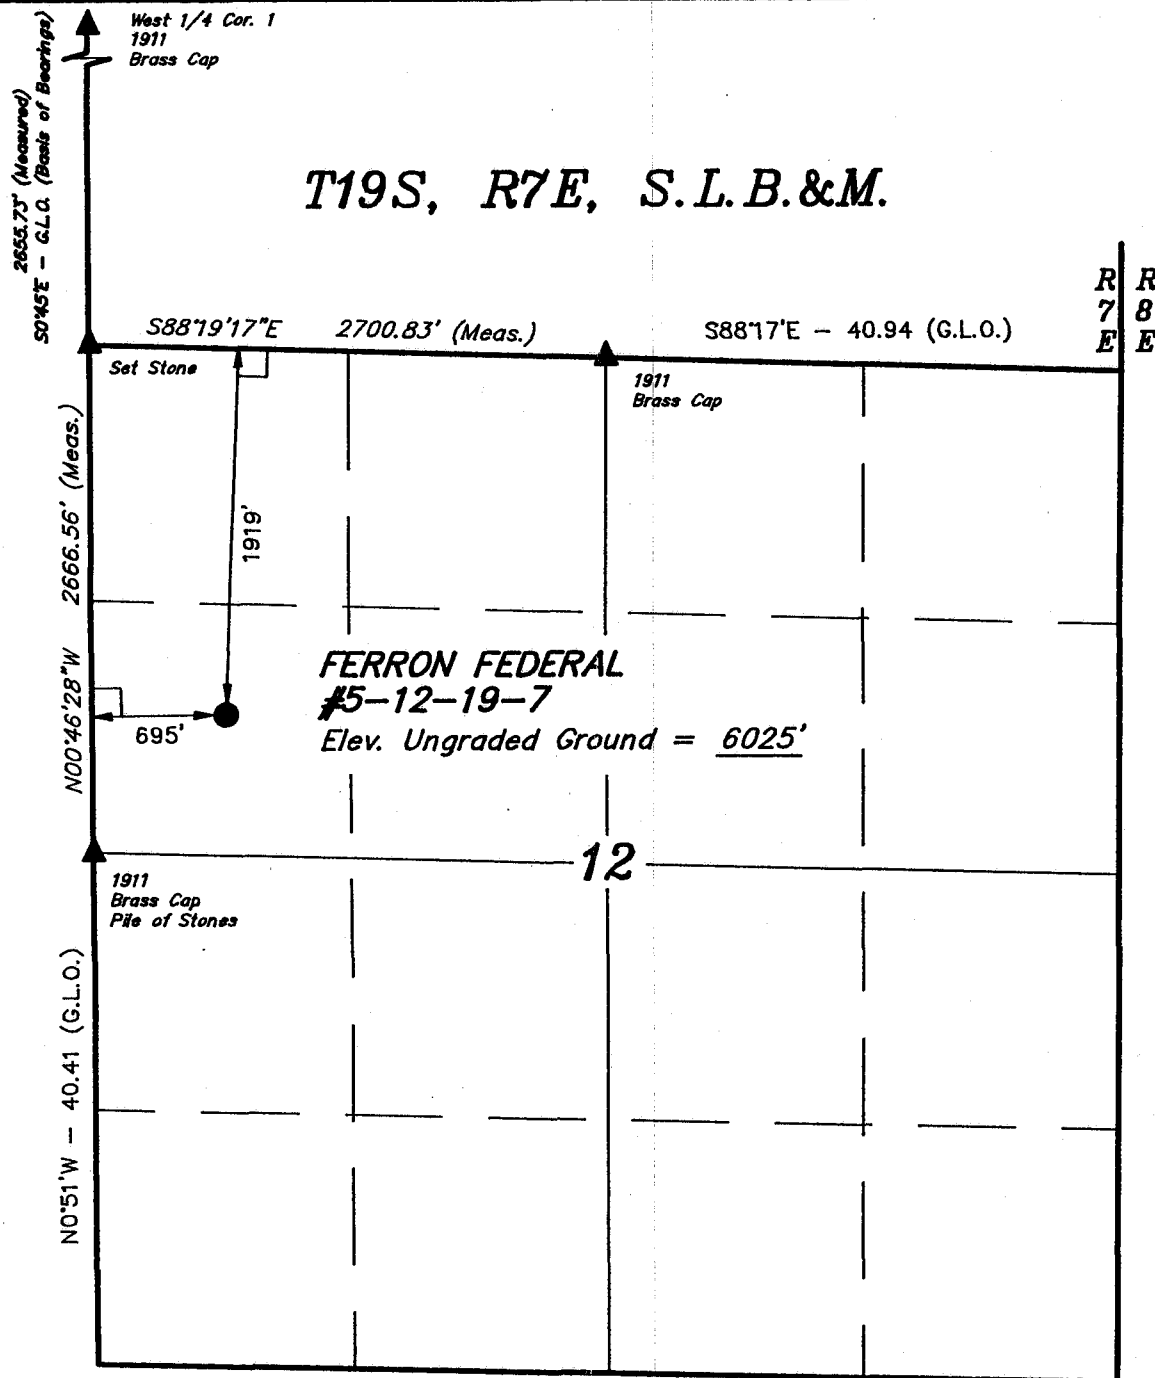 West 1/4 Cor. 1
1911
Brass Cap
2655.73' (Measured)
S0°45'E - G.L.O. (Basis of Bearings)
T19S, R7E, S.L.B.&M.
R R
7 8
E E
S88°19'17"E 2700.83' (Meas.)
S88°17'E - 40.94 (G.L.O.)
Set Stone
1911
Brass Cap
N00°46'28"W 2666.56' (Meas.)
1919'
695'
FERRON FEDERAL
#5-12-19-7
Elev. Ungraded Ground = 6025'
12
1911
Brass Cap
Pile of Stones
N0°51'W - 40.41 (G.L.O.)